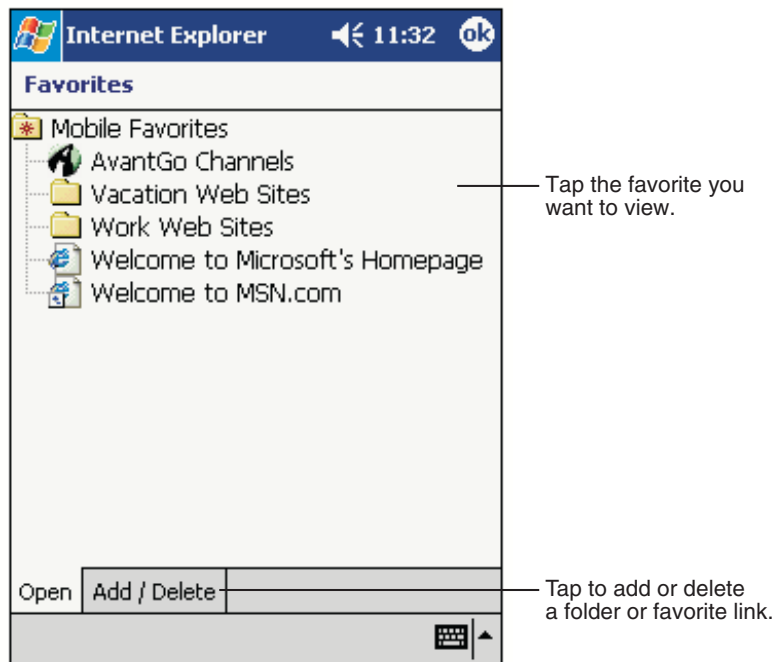 Internet Explorer 11:32 ok
Favorites
Mobile Favorites
AvantGo Channels
Vacation Web Sites
Work Web Sites
Welcome to Microsoft's Homepage
Welcome to MSN.com
Tap the favorite you
want to view.
Open Add / Delete
Tap to add or delete
a folder or favorite link.